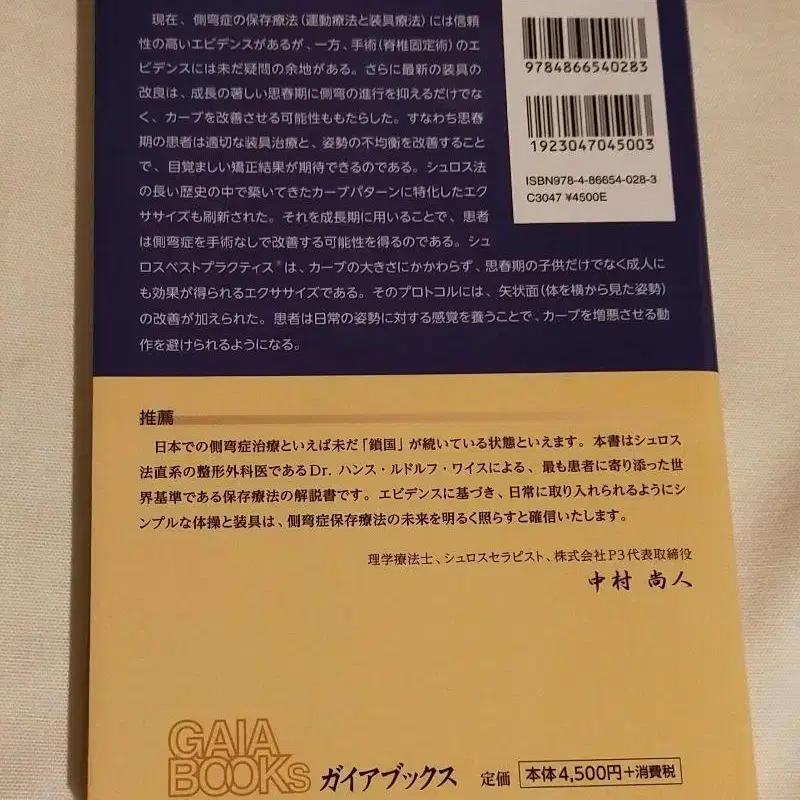 現在、側弯症の保存療法(運動療法と装具療法)には信頼
性の高いエビデンスがあるが、一方、手術(脊椎固定術)のエ
ビデンスには未だ疑問の余地がある。さらに最新の装具の
改良は、成長の著しい思春期に側弯の進行を抑えるだけでな
く、カーブを改善させる可能性ももたらした。すなわち思春
期の患者は適切な装具治療と、姿勢の不均衡を改善すること
で、目覚ましい矯正結果が期待できるのである。シュロス法
の長い歴史の中で築いてきたカーブパターンに特化したエク
ササイズも刷新された。それを成長期に用いることで、患者
は側弯症を手術なしで改善する可能性を得るのである。シュ
ロスベストプラクティス®は、カーブの大きさにかかわらず、思春期の子供だけでなく成人に
も効果が得られるエクササイズである。そのプロトコルには、矢状面(体を横から見た姿勢)
の改善が加えられた。患者は日常の姿勢に対する感覚を養うことで、カーブを増悪させる動
作を避けられるようになる。
9784866540283
1923047045003
ISBN978-4-86654-028-3
C3047 ¥4500E
推薦
日本での側弯症治療といえば未だ「鎖国」が続いている状態といえます。本書はシュロス
法直系の整形外科医であるDr. ハンス・ルドルフ・ワイスによる、最も患者に寄り添った世
界基準である保存療法の解説書です。エビデンスに基づき、日常に取り入れられるようにシ
ンプルな体操と装具は、側弯症保存療法の未来を明るく照らすと確信いたします。
理学療法士、シュロスセラピスト、株式会社P3代表取締役
中村 尚人
GAIA
BOOKs
ガイアブックス 定価 本体4,500円+消費税